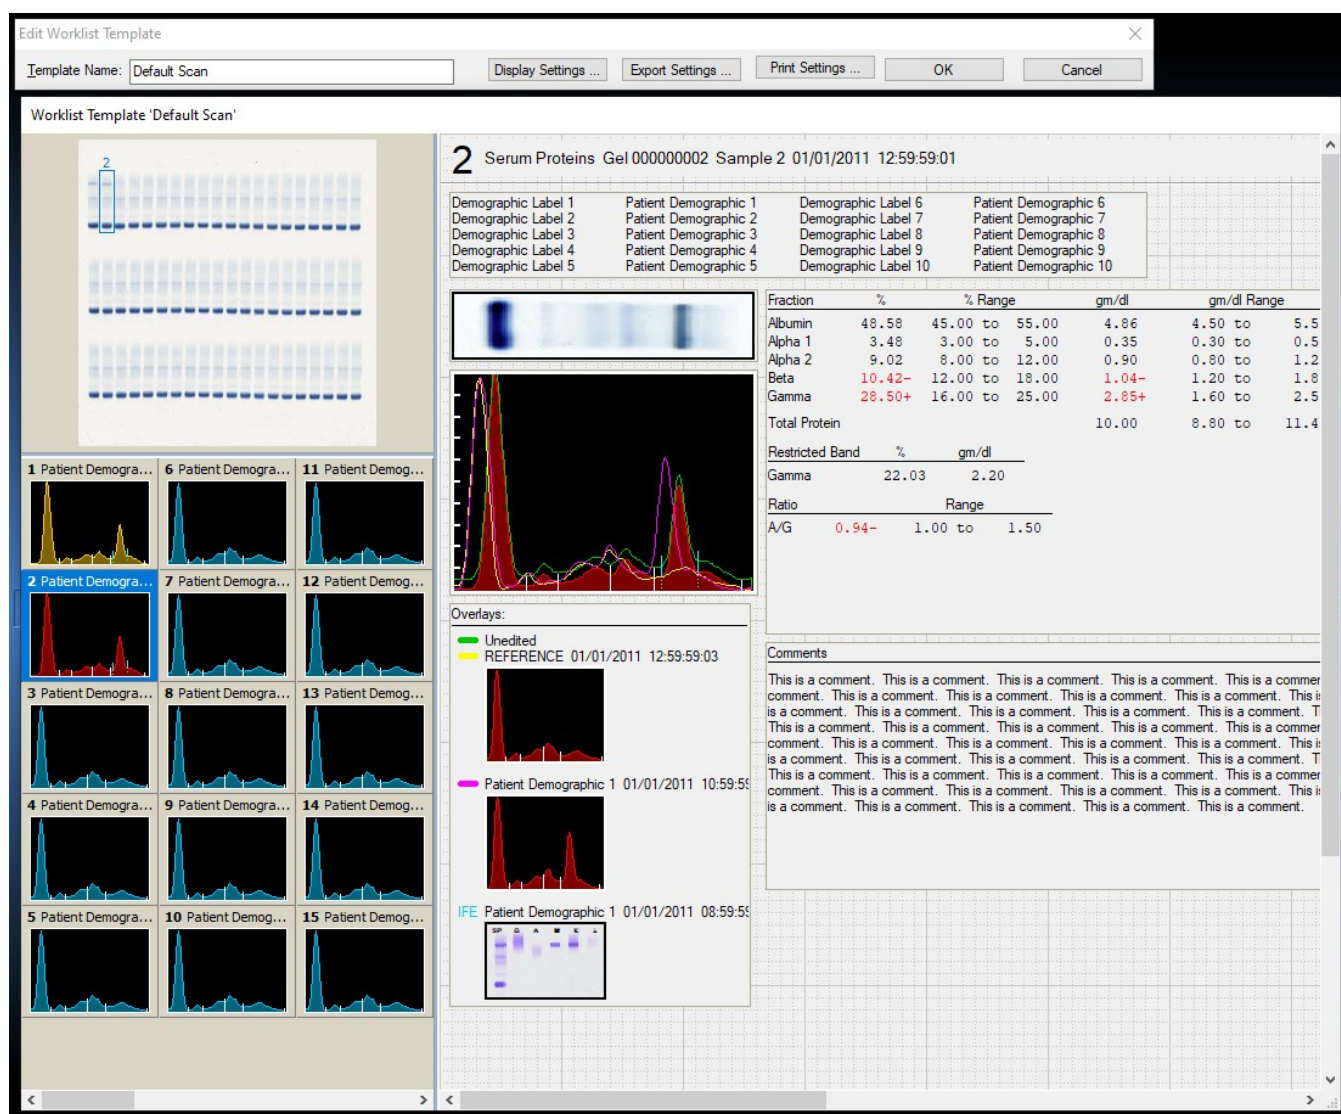 Edit Worklist Template
Template Name: Default Scan Display Settings ... Export Settings ... Print Settings ... OK Cancel
Worklist Template 'Default Scan'
2
2 Serum Proteins Gel 000000002 Sample 2 01/01/2011 12:59:59:01
Demographic Label 1 Patient Demographic 1 Demographic Label 6 Patient Demographic 6
Demographic Label 2 Patient Demographic 2 Demographic Label 7 Patient Demographic 7
Demographic Label 3 Patient Demographic 3 Demographic Label 8 Patient Demographic 8
Demographic Label 4 Patient Demographic 4 Demographic Label 9 Patient Demographic 9
Demographic Label 5 Patient Demographic 5 Demographic Label 10 Patient Demographic 10
Fraction % % Range gm/dl gm/dl Range
Albumin 48.58 45.00 to 55.00 4.86 4.50 to 5.5
Alpha 1 3.48 3.00 to 5.00 0.35 0.30 to 0.5
Alpha 2 9.02 8.00 to 12.00 0.90 0.80 to 1.2
Beta 10.42- 12.00 to 18.00 1.04- 1.20 to 1.8
Gamma 28.50+ 16.00 to 25.00 2.85+ 1.60 to 2.5
Total Protein 10.00 8.80 to 11.4
Restricted Band % gm/dl
Gamma 22.03 2.20
Ratio Range
A/G 0.94- 1.00 to 1.50
1 Patient Demogra... 6 Patient Demogra... 11 Patient Demog...
2 Patient Demogra... 7 Patient Demogra... 12 Patient Demog...
3 Patient Demogra... 8 Patient Demogra... 13 Patient Demog...
4 Patient Demogra... 9 Patient Demogra... 14 Patient Demog...
5 Patient Demogra... 10 Patient Demog... 15 Patient Demog...
Overlays:
Unedited
REFERENCE 01/01/2011 12:59:59:03
Patient Demographic 1 01/01/2011 10:59:59
IFE Patient Demographic 1 01/01/2011 08:59:59
SP G A M K L
Comments
This is a comment. This is a comment. This is a comment. This is a comment. This is a commen
comment. This is a comment. This is a comment. This is a comment. This is a comment. This i
is a comment. This is a comment. This is a comment. This is a comment. This is a comment. T
This is a comment. This is a comment. This is a comment. This is a comment. This is a commen
comment. This is a comment. This is a comment. This is a comment. This is a comment. This i
is a comment. This is a comment. This is a comment. This is a comment. This is a comment. T
This is a comment. This is a comment. This is a comment. This is a comment. This is a commen
comment. This is a comment. This is a comment. This is a comment. This is a comment. This i
is a comment. This is a comment. This is a comment. This is a comment. This is a comment.